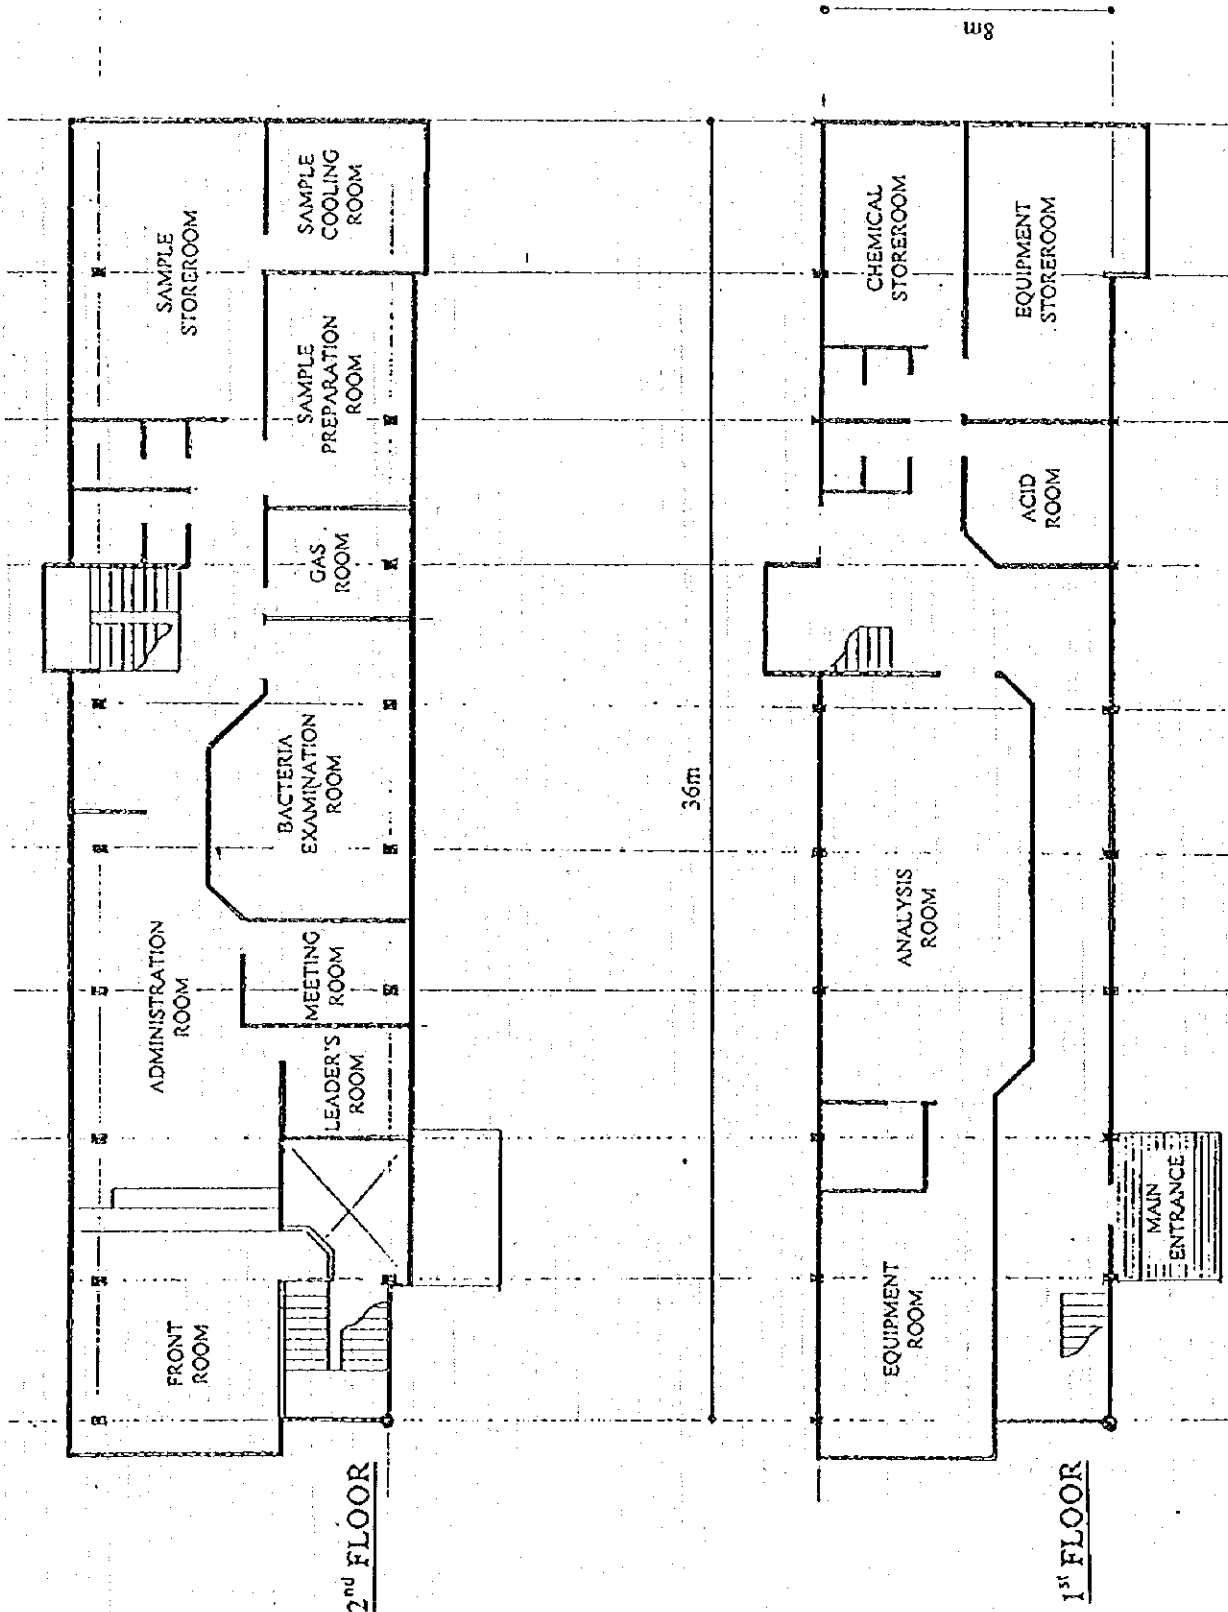 2nd FLOOR
FRONT
ROOM
ADMINISTRATION
ROOM
LEADER'S
ROOM
MEETING
ROOM
BACTERIA
EXAMINATION
ROOM
GAS
ROOM
SAMPLE
PREPARATION
ROOM
SAMPLE
STOREROOM
SAMPLE
COOLING
ROOM
36m
8m
1st FLOOR
EQUIPMENT
ROOM
MAIN
ENTRANCE
ANALYSIS
ROOM
ACID
ROOM
CHEMICAL
STOREROOM
EQUIPMENT
STOREROOM